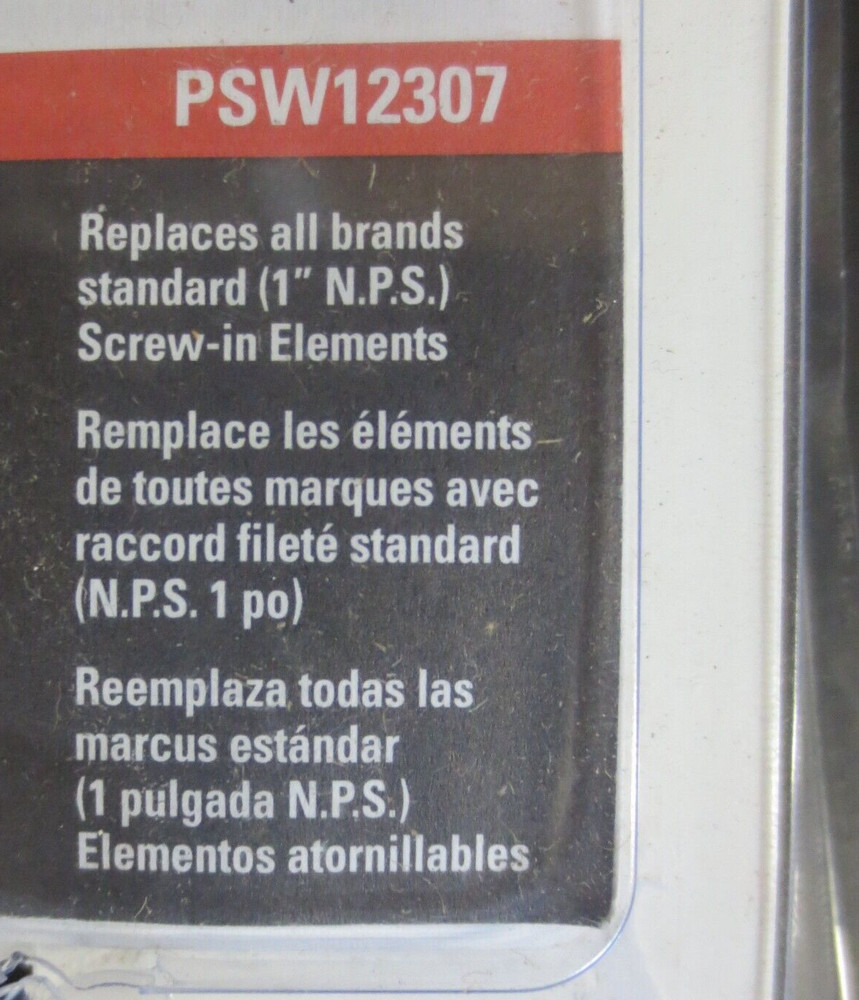 PSW12307
Replaces all brands
standard (1” N.P.S.)
Screw-in Elements
Remplace les éléments
de toutes marques avec
raccord fileté standard
(N.P.S. 1 po)
Reemplaza todas las
marcus estándar
(1 pulgada N.P.S.)
Elementos atornillables